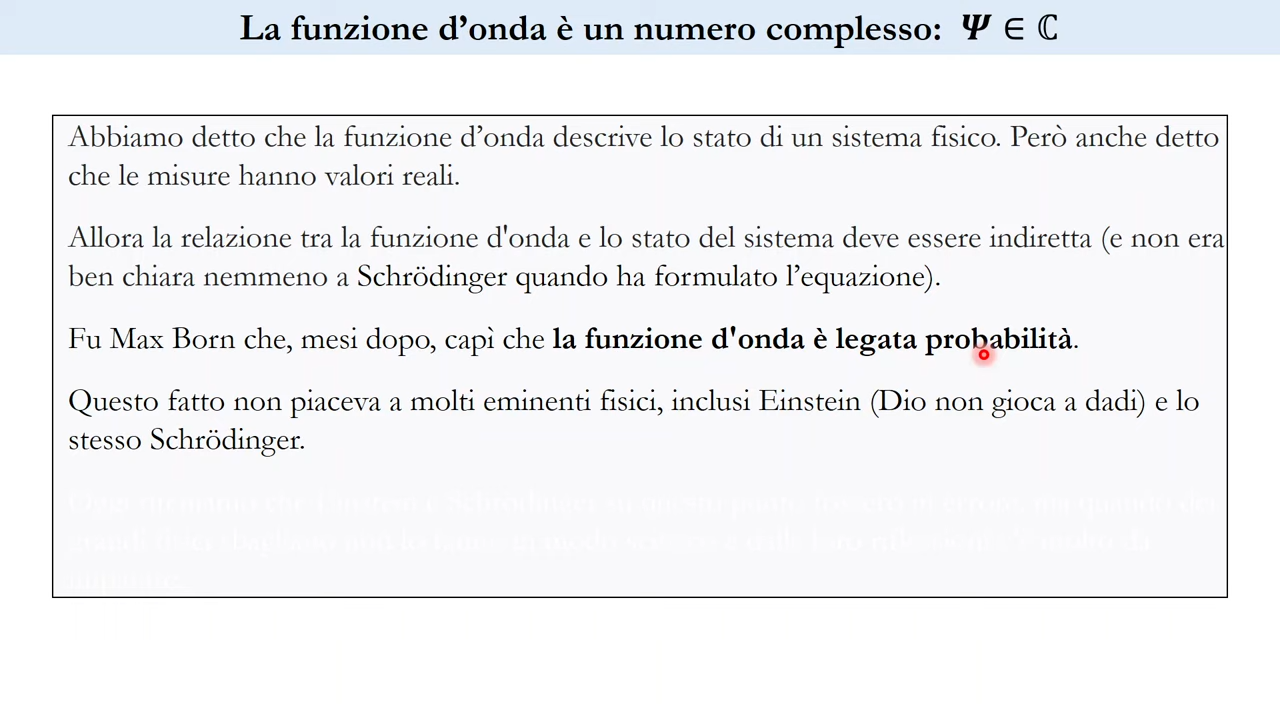 La funzione d’onda è un numero complesso: Ψ ∈ ℂ
Abbiamo detto che la funzione d’onda descrive lo stato di un sistema fisico. Però anche detto
che le misure hanno valori reali.
Allora la relazione tra la funzione d'onda e lo stato del sistema deve essere indiretta (e non era
ben chiara nemmeno a Schrödinger quando ha formulato l’equazione).
Fu Max Born che, mesi dopo, capì che la funzione d'onda è legata probabilità.
Questo fatto non piaceva a molti eminenti fisici, inclusi Einstein (Dio non gioca a dadi) e lo
stesso Schrödinger.